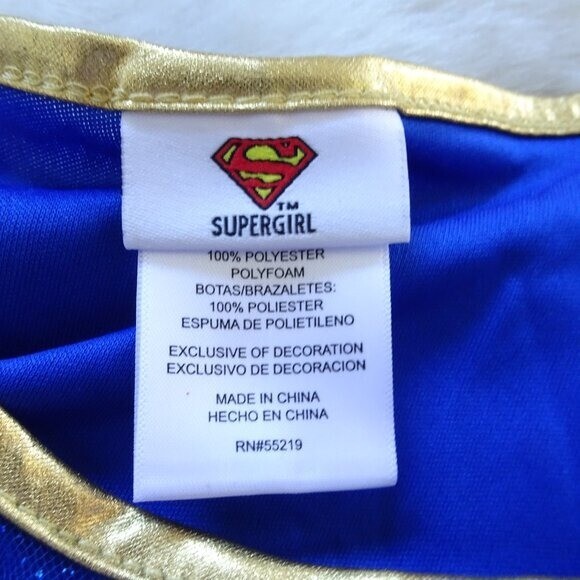 S
TM
SUPERGIRL
100% POLYESTER
POLYFOAM
BOTAS/BRAZALETES:
100% POLIESTER
ESPUMA DE POLIETILENO
EXCLUSIVE OF DECORATION
EXCLUSIVO DE DECORACION
MADE IN CHINA
HECHO EN CHINA
RN#55219